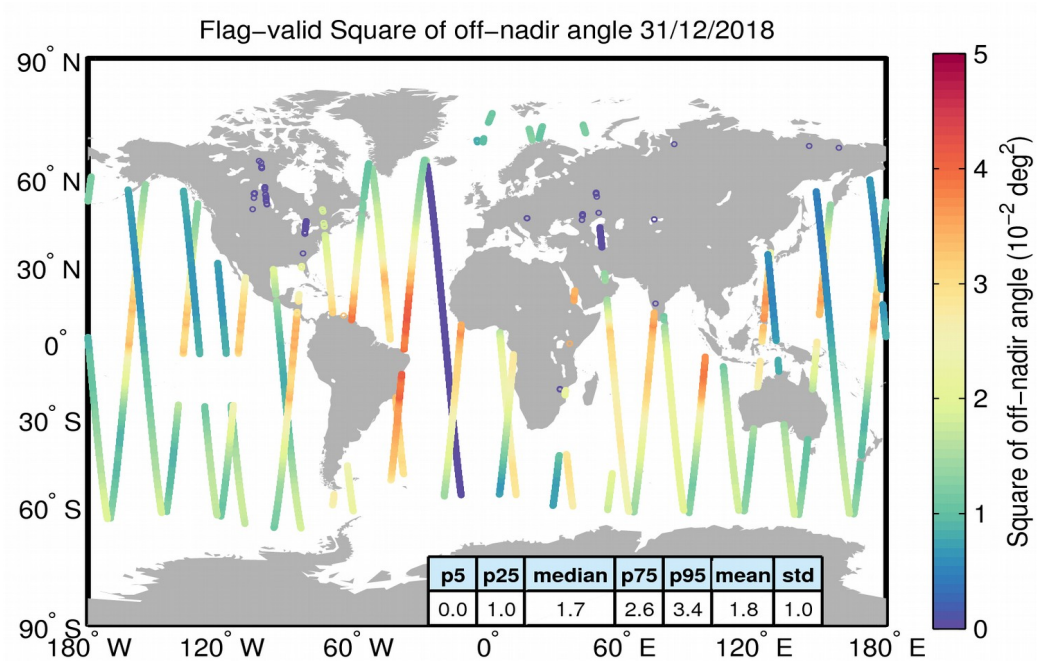 Flag−valid Square of off−nadir angle 31/12/2018
90° N
60° N
30° N
0°
30° S
60° S
90° S
180° W
120° W
60° W
0°
60° E
120° E
180° E
5
4
3
2
1
0
Square of off−nadir angle (10⁻² deg²)
p5 p25 median p75 p95 mean std
0.0 1.0 1.7 2.6 3.4 1.8 1.0